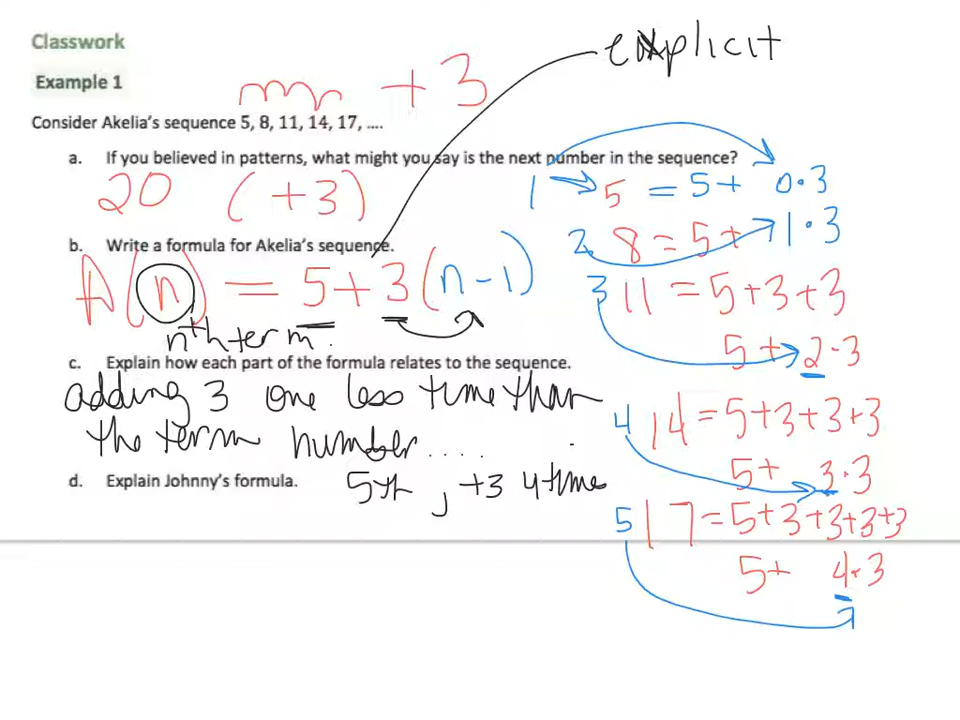 Classwork
explicit
Example 1
+ 3
Consider Akelia's sequence 5, 8, 11, 14, 17, ....
a. If you believed in patterns, what might you say is the next number in the sequence?
20 (+3)
1 5 = 5+ 0·3
b. Write a formula for Akelia's sequence.
2 8 = 5+ 1·3
A(n) = 5+3(n-1)
3 11 = 5+3+3
nth term.
5+ 2·3
c. Explain how each part of the formula relates to the sequence.
adding 3 one less time than
4 14 = 5+3+3+3
the term number....
5+ 3·3
d. Explain Johnny's formula.
5th, +3 4 time
5 17=5+3+3+3+3
5+ 4·3